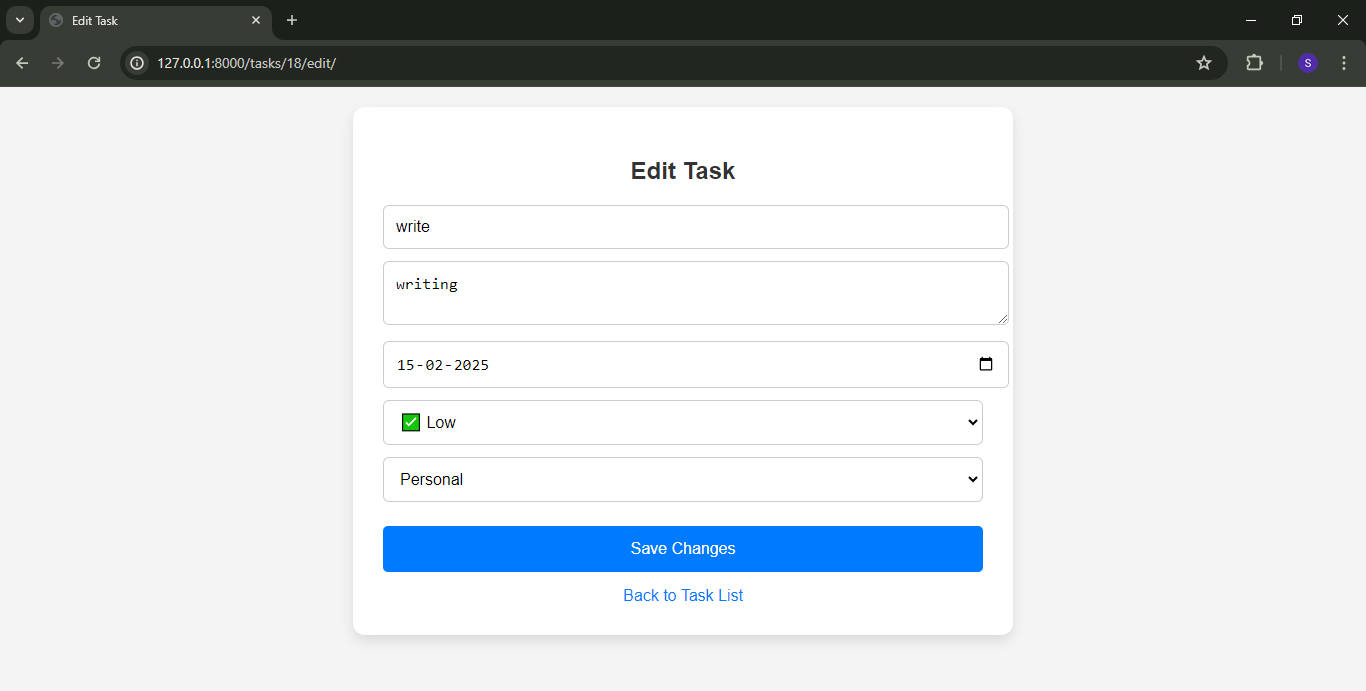 Edit Task
127.0.0.1:8000/tasks/18/edit/
S
Edit Task
write
writing
15-02-2025
✅ Low
Personal
Save Changes
Back to Task List